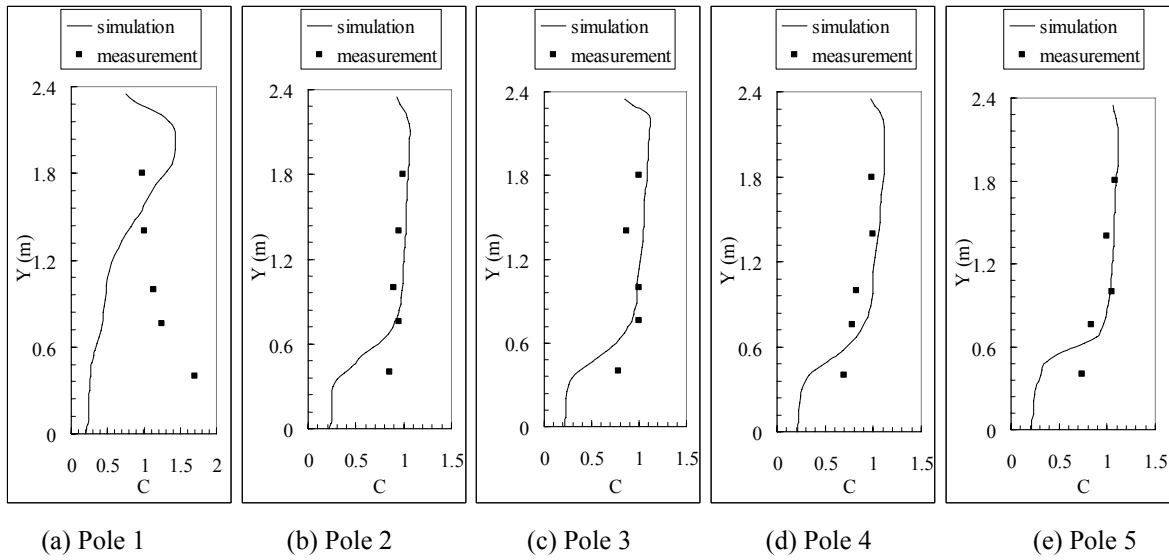 simulation
measurement
2.4
1.8
1.2
0.6
0
Y (m)
0 1 1 1.5 2
C
(a) Pole 1
simulation
measurement
2.4
1.8
1.2
0.6
0
Y (m)
0 0.5 1 1.5
C
(b) Pole 2
simulation
measurement
2.4
1.8
1.2
0.6
0
Y (m)
0 0.5 1 1.5
C
(c) Pole 3
simulation
measurement
2.4
1.8
1.2
0.6
0
Y (m)
0 0.5 1 1.5
C
(d) Pole 4
simulation
measurement
2.4
1.8
1.2
0.6
0
Y (m)
0 0.5 1 1.5
C
(e) Pole 5